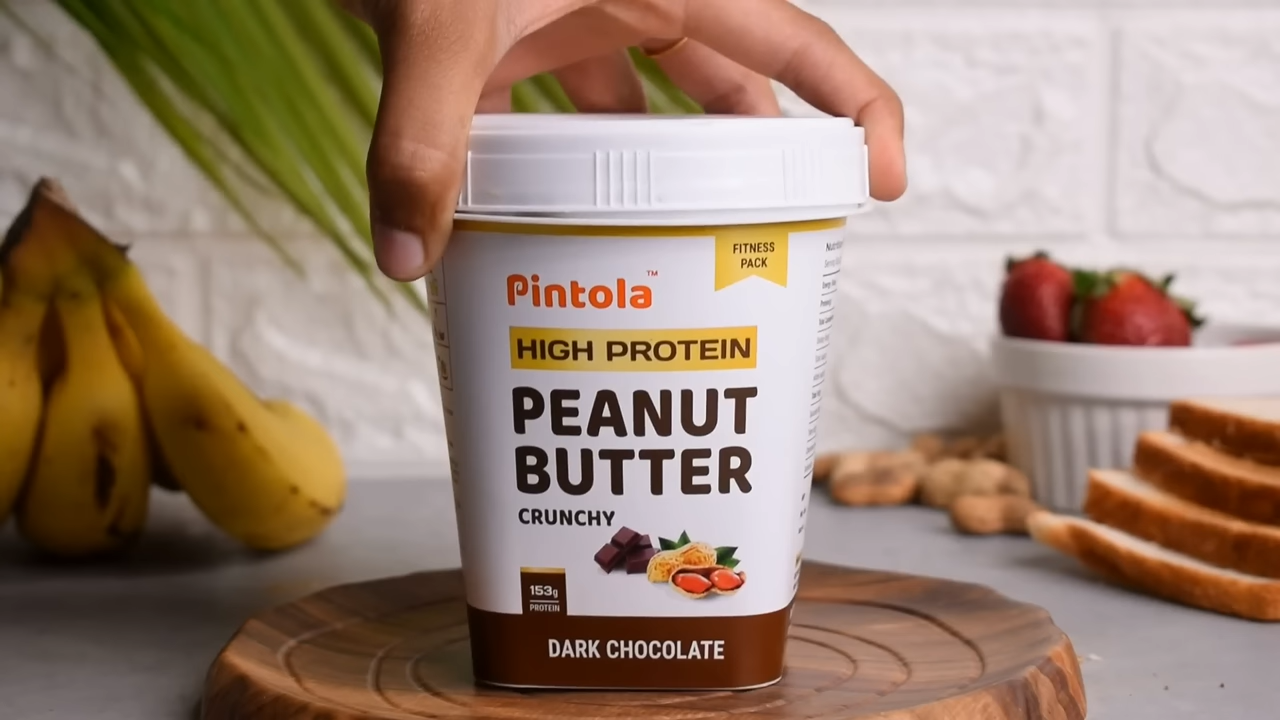 FITNESS
PACK
Pintola™
HIGH PROTEIN
PEANUT
BUTTER
CRUNCHY
153g
PROTEIN
DARK CHOCOLATE